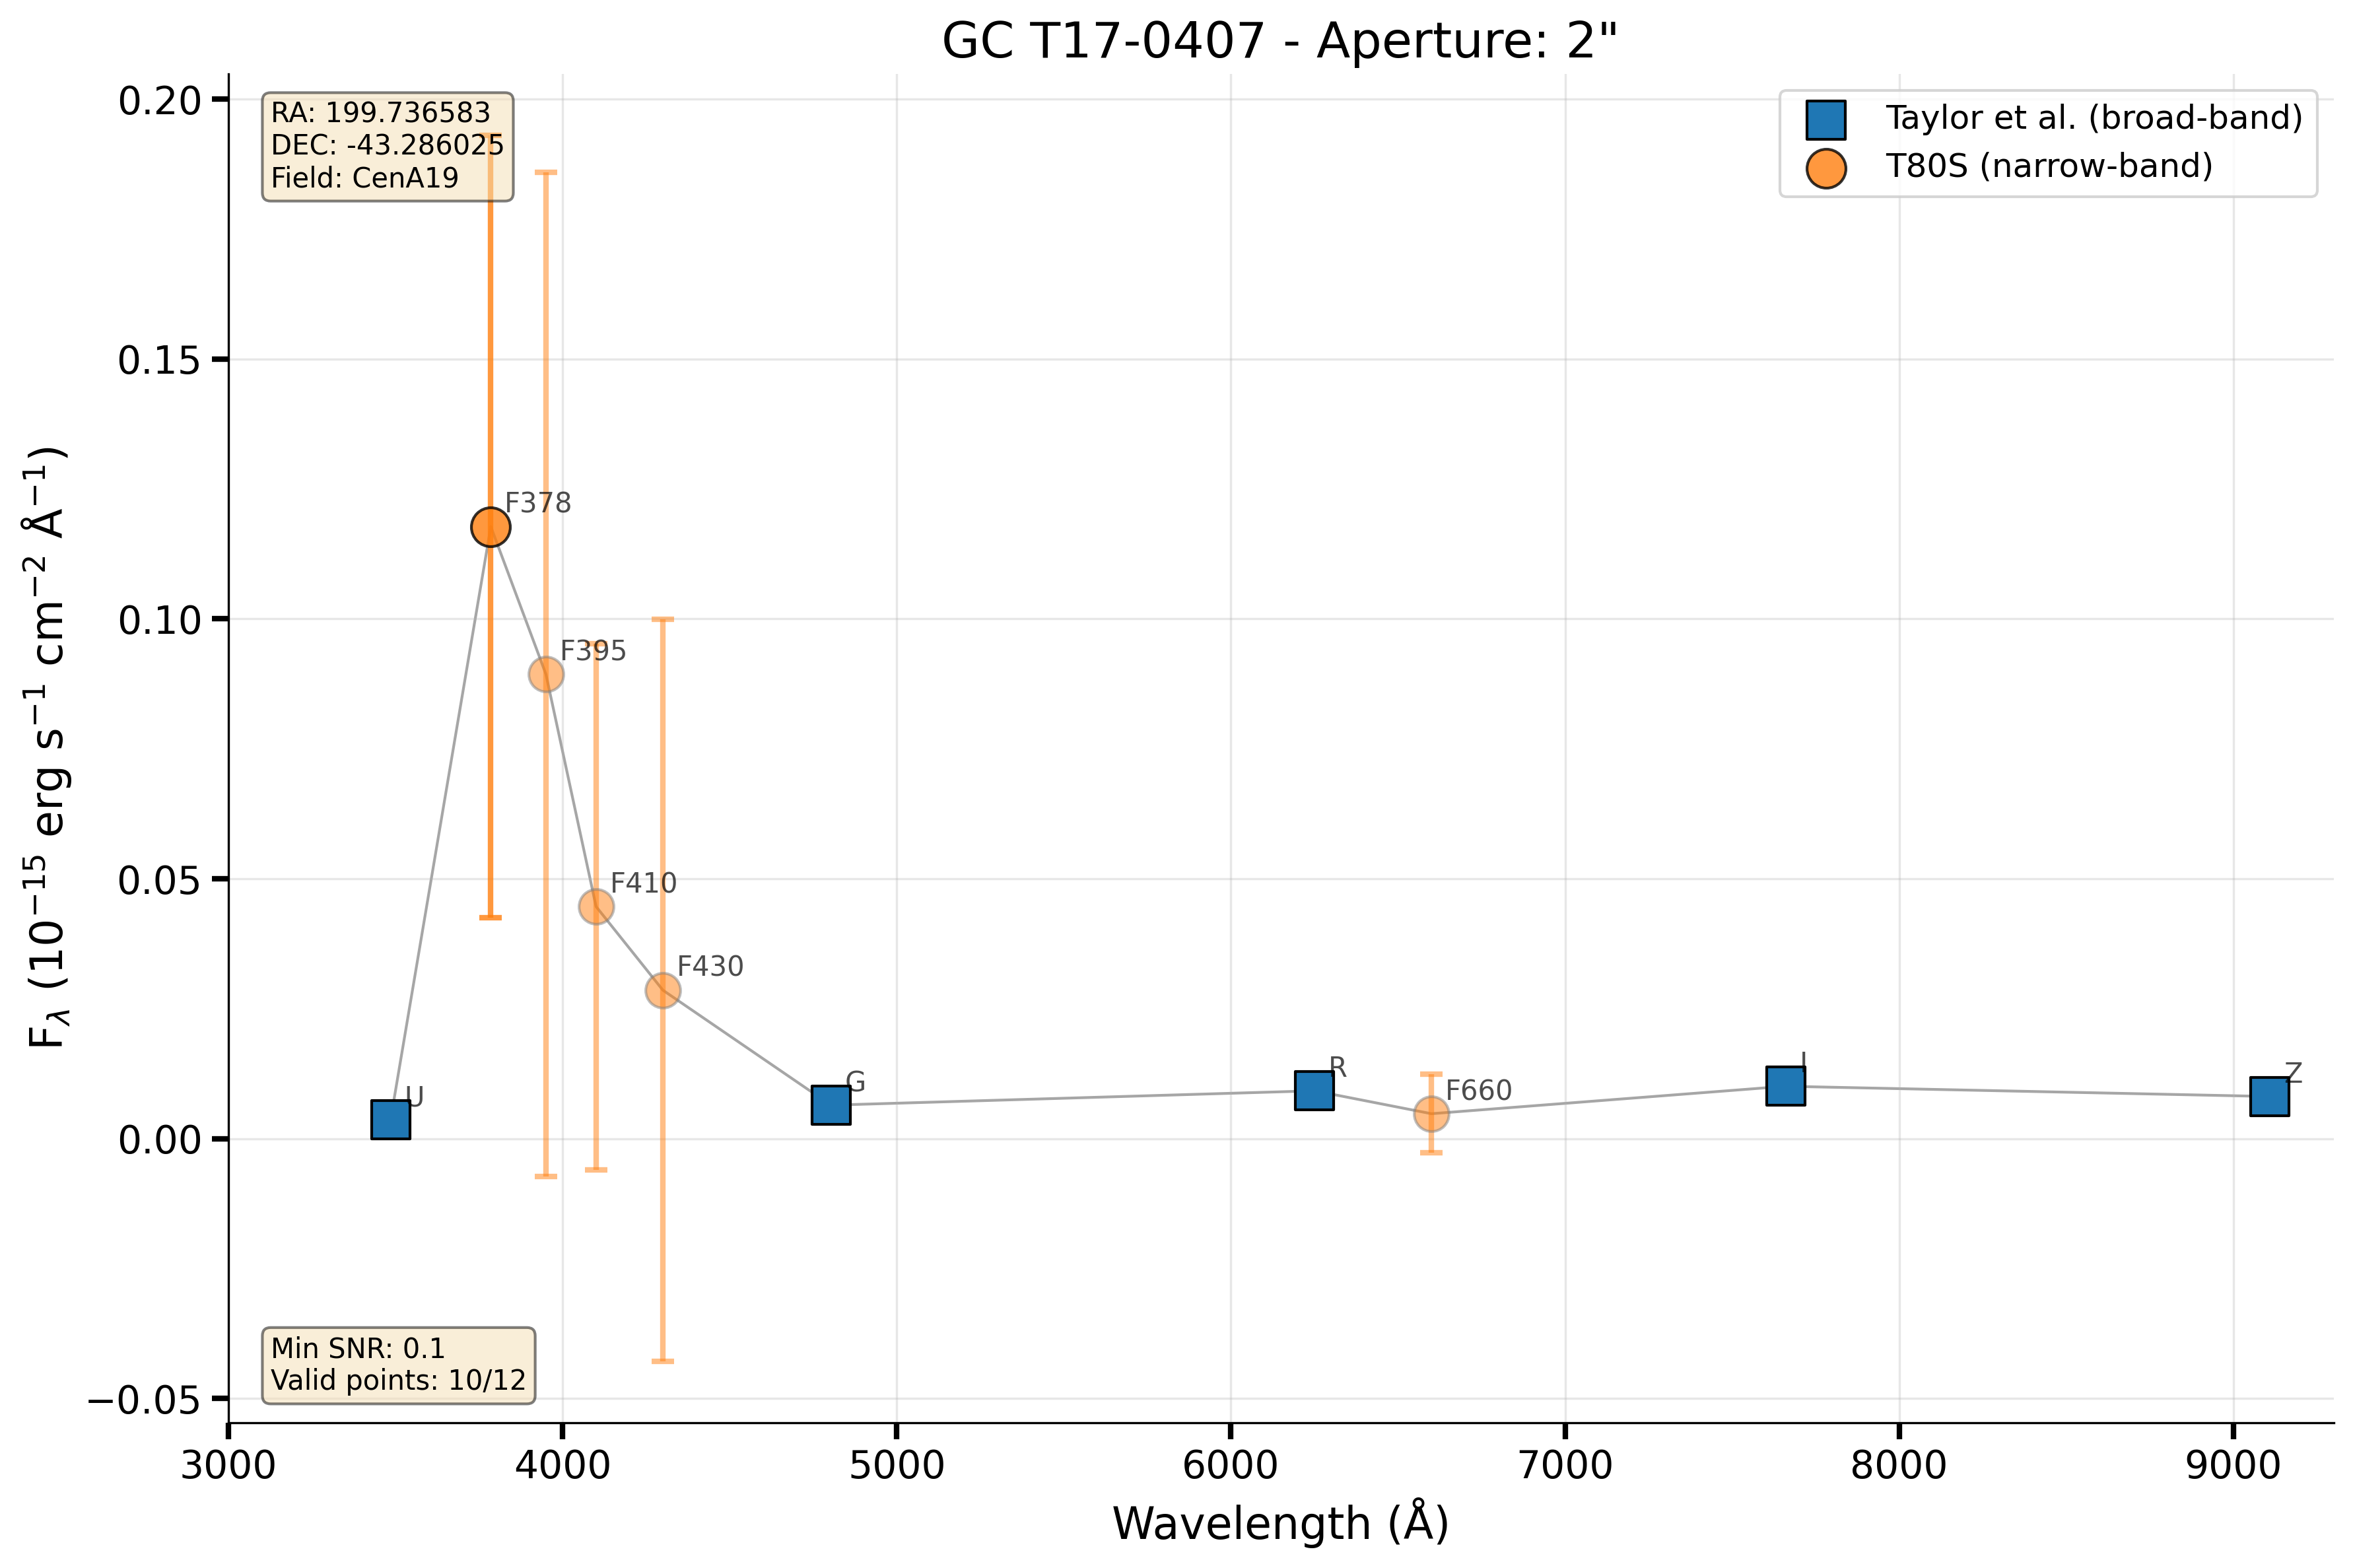 GC T17-0407 - Aperture: 2"
RA: 199.736583
DEC: -43.286025
Field: CenA19
Taylor et al. (broad-band)
T80S (narrow-band)
0.20
0.15
0.10
0.05
0.00
−0.05
F_λ (10⁻¹⁵ erg s⁻¹ cm⁻² Å⁻¹)
F378
F395
F410
F430
U
G
R
F660
I
Z
Min SNR: 0.1
Valid points: 10/12
3000 4000 5000 6000 7000 8000 9000
Wavelength (Å)